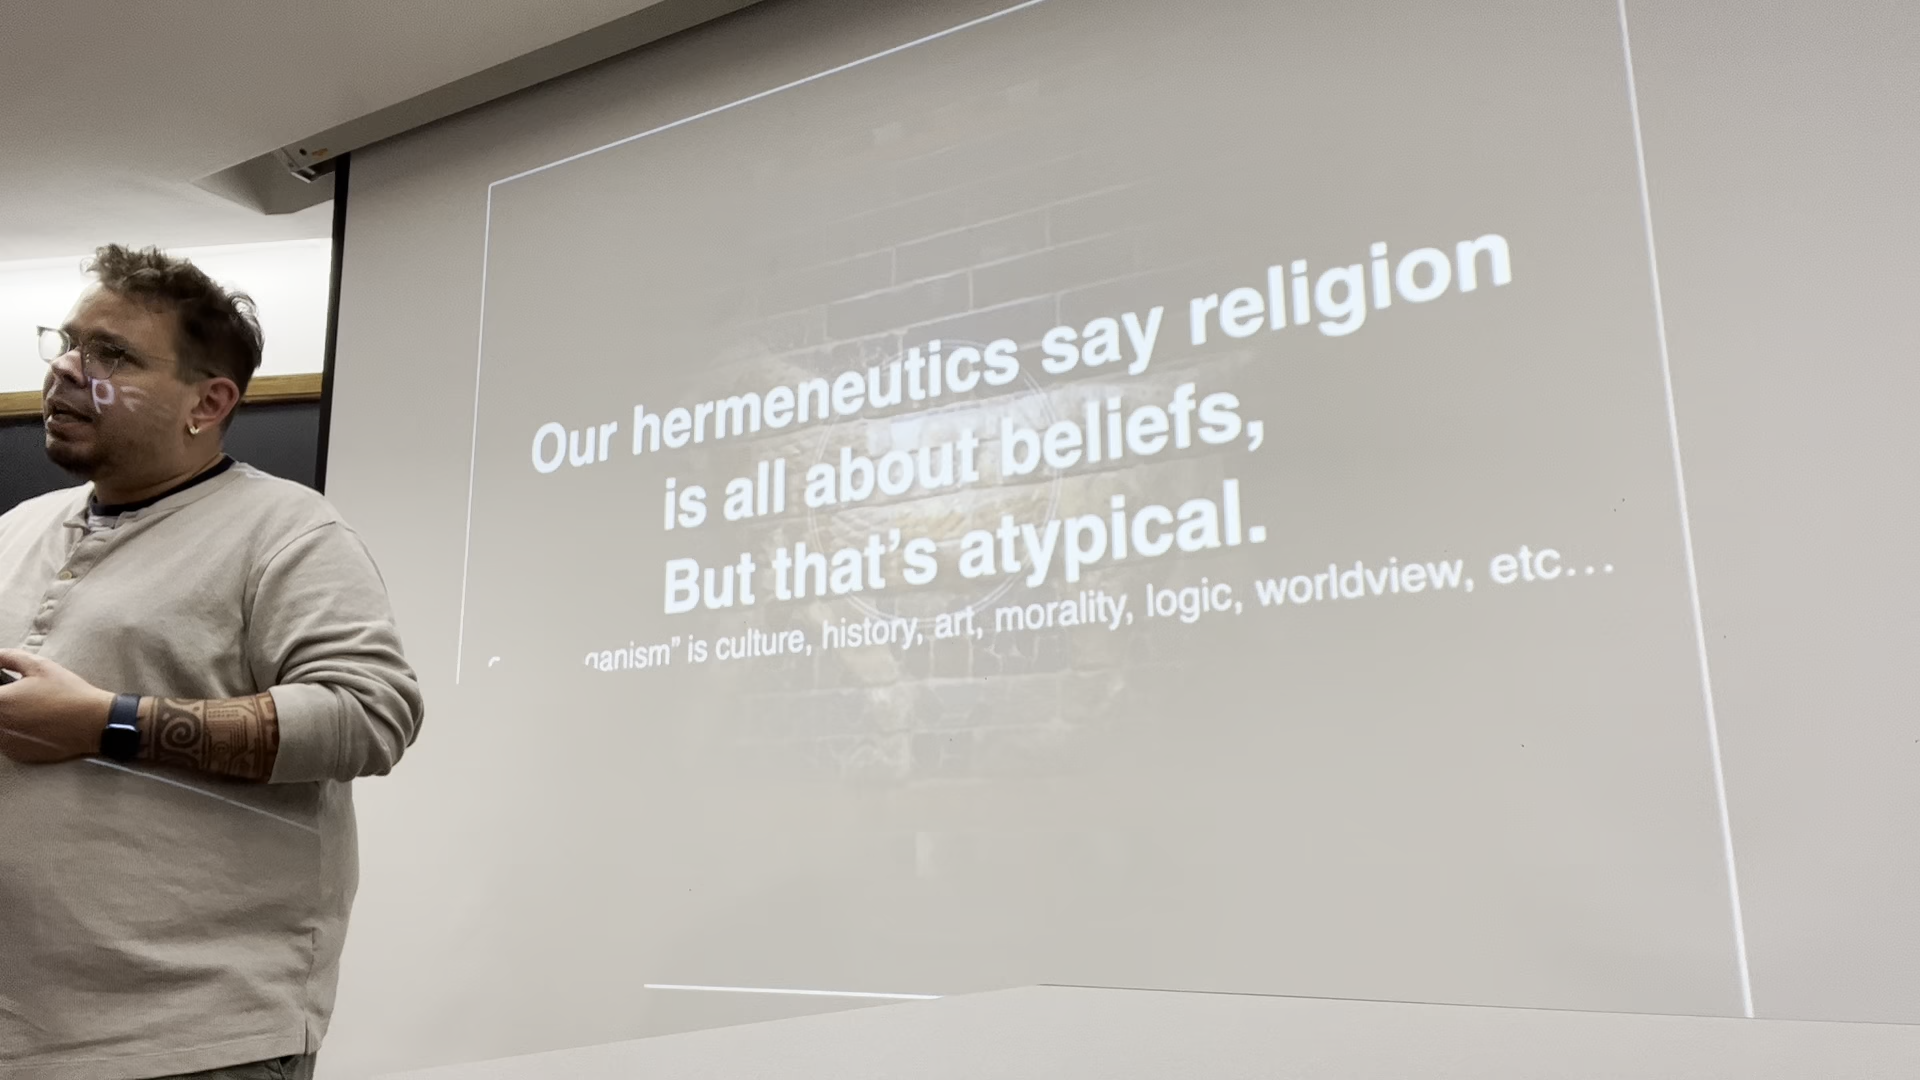 Our hermeneutics say religion
is all about beliefs,
But that’s atypical.
is culture, history, art, morality, logic, worldview, etc…